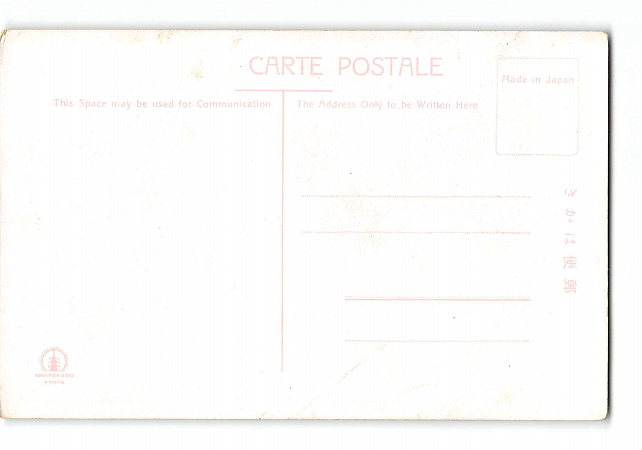 CARTE POSTALE
Made in Japan
This Space may be used for Communication
The Address Only to be Written Here
きかは便郵
KYOTO